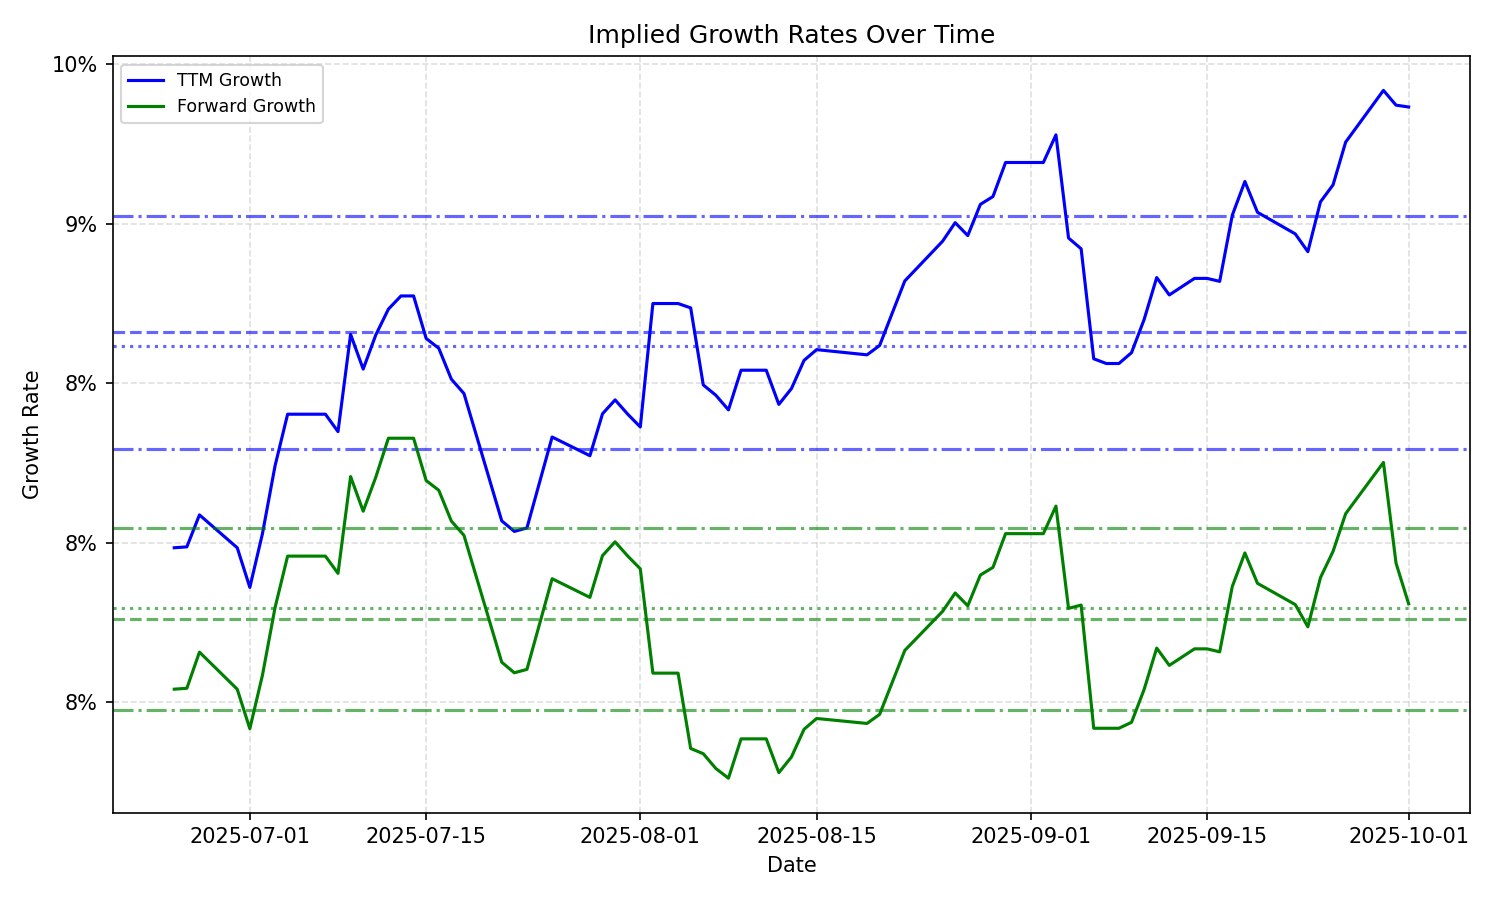 Implied Growth Rates Over Time
TTM Growth
Forward Growth
Growth Rate
10%
9%
8%
8%
8%
2025-07-01
2025-07-15
2025-08-01
2025-08-15
2025-09-01
2025-09-15
2025-10-01
Date